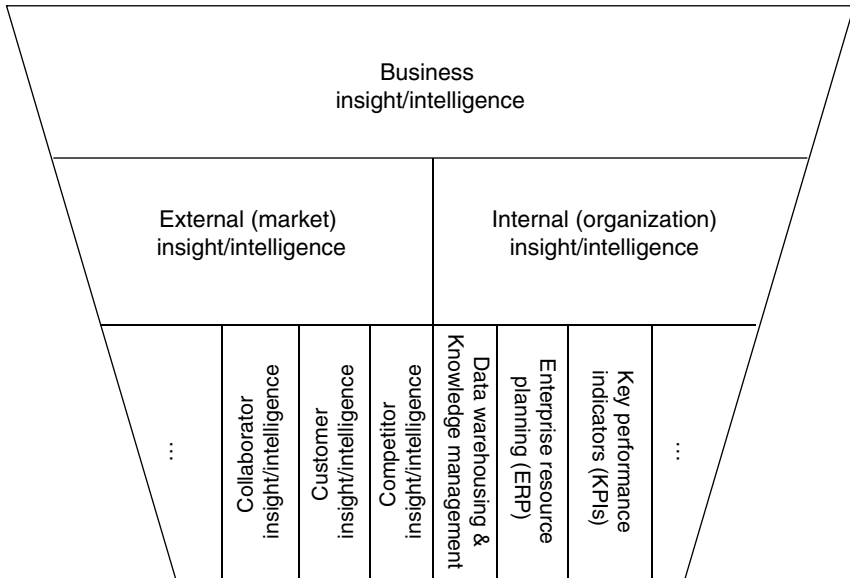 Business
insight/intelligence
External (market)
insight/intelligence
Internal (organization)
insight/intelligence
...
Collaborator
insight/intelligence
Customer
insight/intelligence
Competitor
insight/intelligence
Data warehousing &
Knowledge management
Enterprise resource
planning (ERP)
Key performance
indicators (KPIs)
...